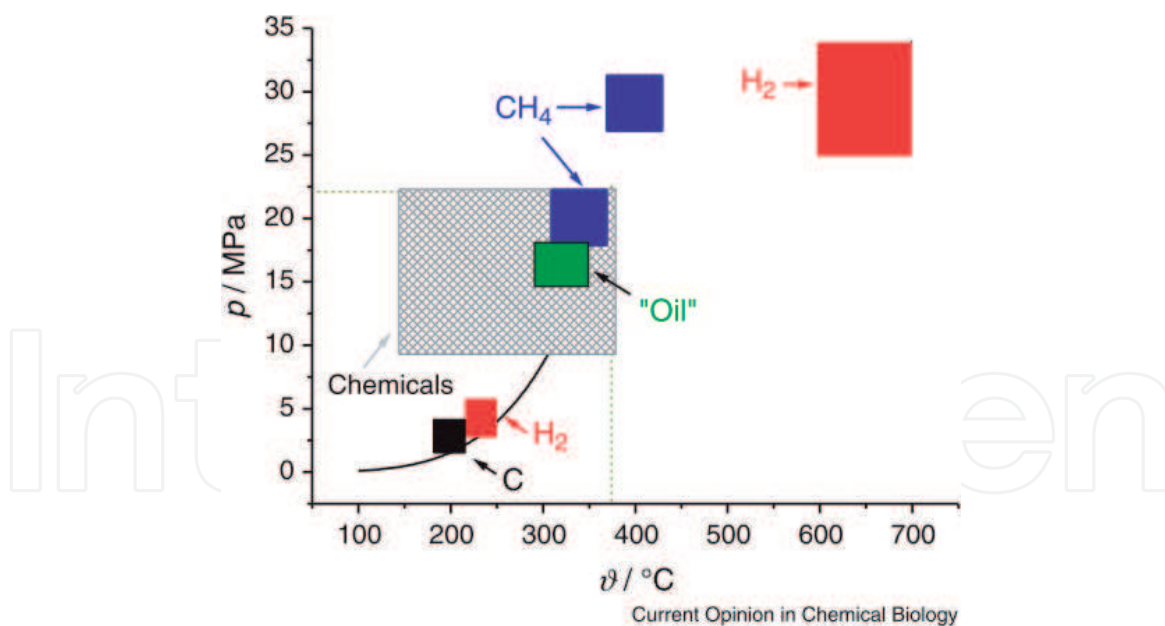 35
30
25
20
15
10
5
0
p / MPa
CH4
H2
"Oil"
Chemicals
H2
C
100 200 300 400 500 600 700
ϑ / °C
Current Opinion in Chemical Biology